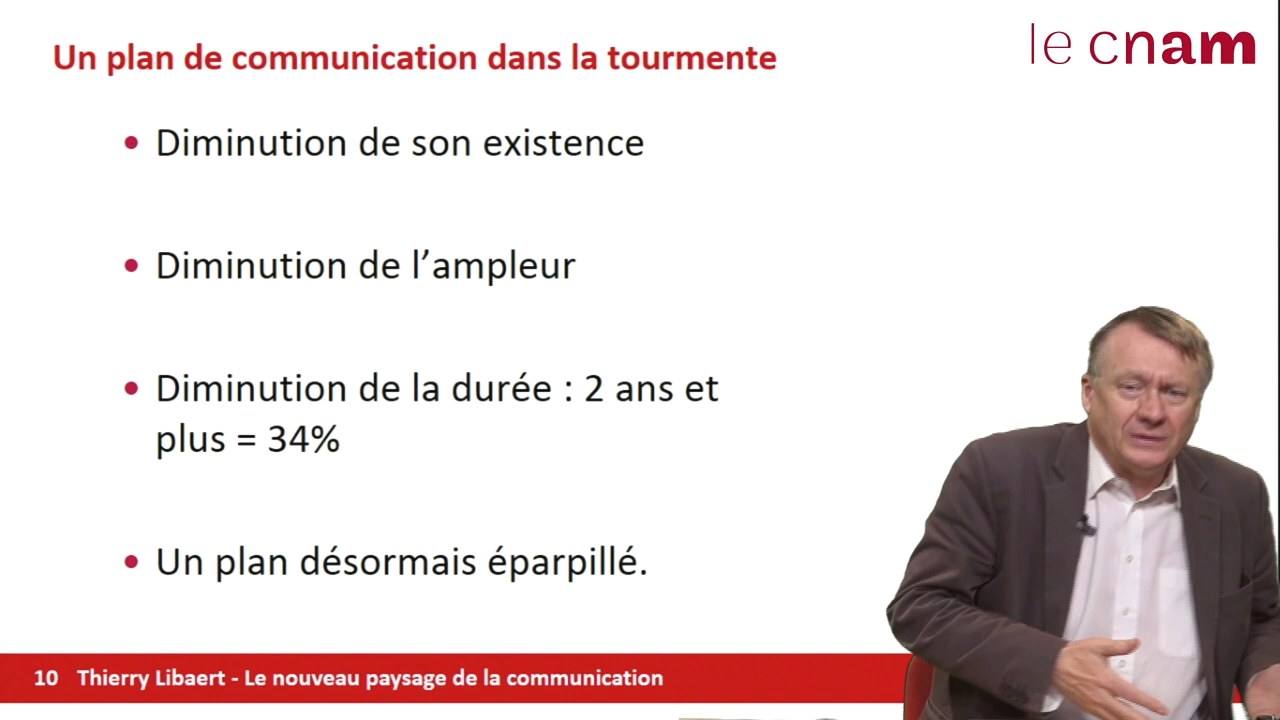 Un plan de communication dans la tourmente
le cnam
• Diminution de son existence
• Diminution de l’ampleur
• Diminution de la durée : 2 ans et
plus = 34%
• Un plan désormais éparpillé.
10 Thierry Libaert - Le nouveau paysage de la communication